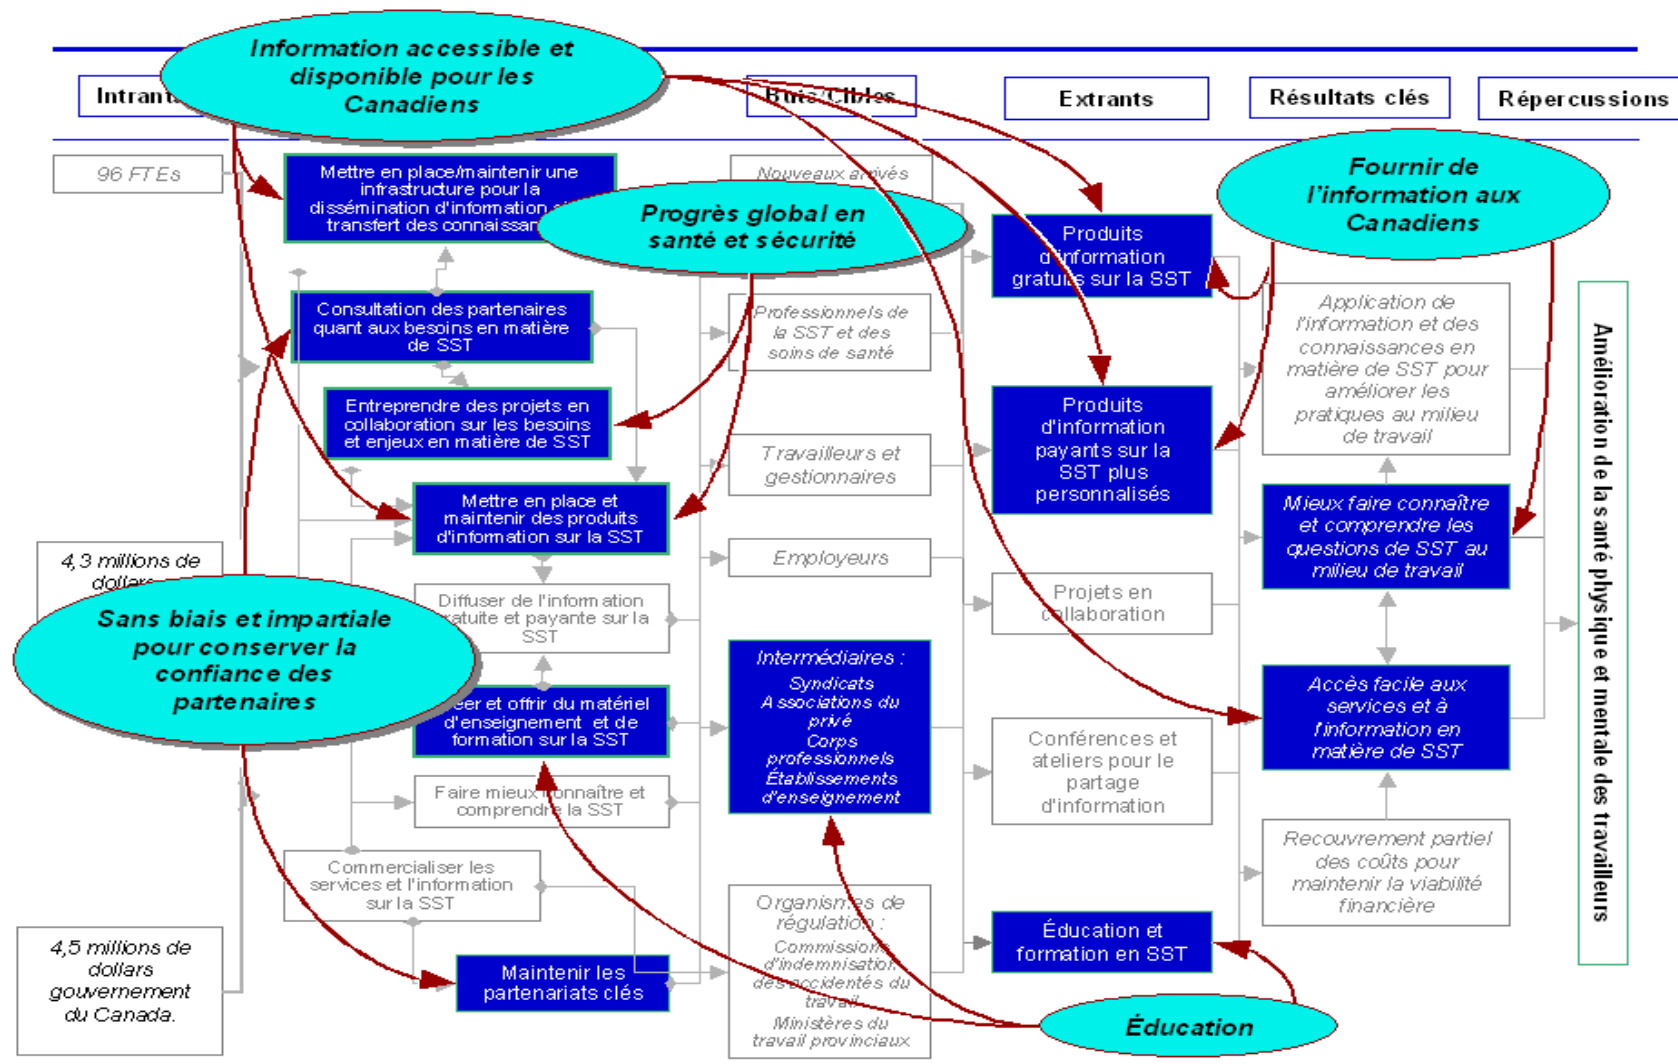 Information accessible et
disponible pour les
Canadiens
Intrants
Buts/Cibles
Extrants
Résultats clés
Répercussions
96 FTEs
Mettre en place/maintenir une
infrastructure pour la
dissémination d'information
transfert des connaissan
Nouveaux arrivés
Progrès global en
santé et sécurité
Fournir de
l'information aux
Canadiens
Produits
d'information
gratuits sur la SST
Consultation des partenaires
quant aux besoins en matière
de SST
Professionnels de
la SST et des
soins de santé
Application de
l'information et des
connaissances en
matière de SST pour
améliorer les
pratiques au milieu
de travail
Entreprendre des projets en
collaboration sur les besoins
et enjeux en matière de SST
Produits
d'information
payants sur la
SST plus
personnalisés
Travailleurs et
gestionnaires
Mettre en place et
maintenir des produits
d'information sur la SST
Mieux faire connaître
et comprendre les
questions de SST au
milieu de travail
4,3 millions de
dollars
Employeurs
Diffuser de l'information
gratuite et payante sur la
SST
Projets en
collaboration
Sans biais et impartiale
pour conserver la
confiance des
partenaires
Intermédiaires :
Syndicats
Associations du
privé
Corps
professionnels
Établissements
d'enseignement
Créer et offrir du matériel
d'enseignement et de
formation sur la SST
Accès facile aux
services et à
l'information en
matière de SST
Conférences et
ateliers pour le
partage
d'information
Faire mieux connaître et
comprendre la SST
Commercialiser les
services et l'information
sur la SST
Recouvrement partiel
des coûts pour
maintenir la viabilité
financière
Organismes de
régulation :
Commissions
d'indemnisation
des accidentés du
travail
Ministères du
travail provinciaux
Éducation et
formation en SST
4,5 millions de
dollars
gouvernement
du Canada.
Maintenir les
partenariats clés
Éducation
Amélioration de la santé physique et mentale des travailleurs